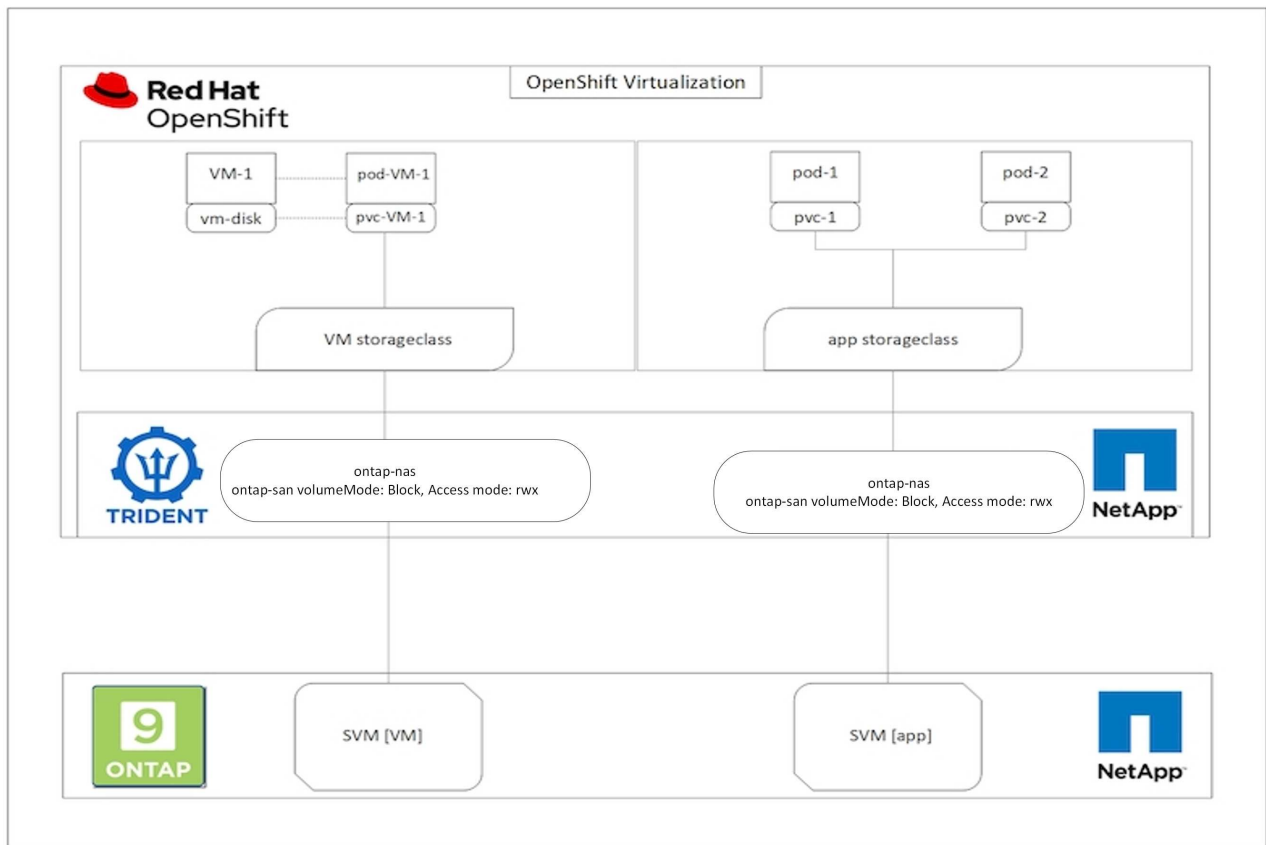 OpenShift Virtualization
Red Hat
OpenShift
VM-1
pod-VM-1
vm-disk
pvc-VM-1
VM storageclass
pod-1
pod-2
pvc-1
pvc-2
app storageclass
TRIDENT
ontap-nas
ontap-san volumeMode: Block, Access mode: rwx
ontap-nas
ontap-san volumeMode: Block, Access mode: rwx
NetApp™
9
ONTAP
SVM [VM]
SVM [app]
NetApp™